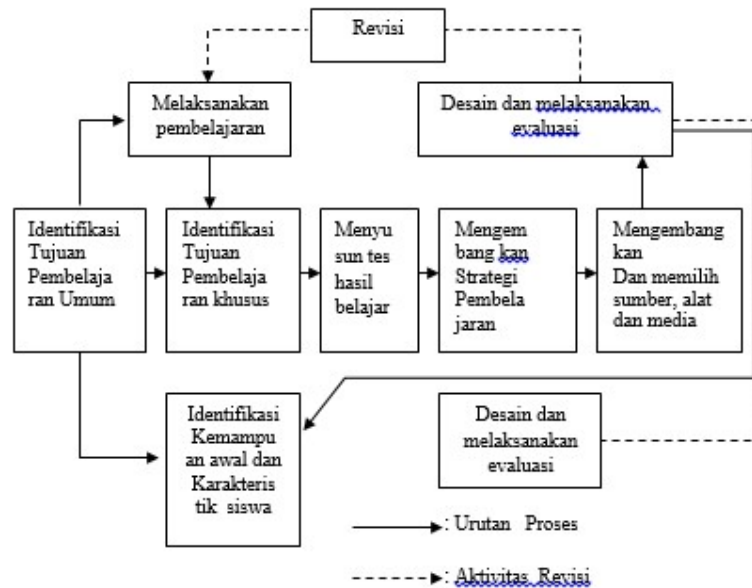 Revisi
Melaksanakan
pembelajaran
Desain dan melaksanakan
evaluasi
Identifikasi
Tujuan
Pembelaja
ran Umum
Identifikasi
Tujuan
Pembelaja
ran khusus
Menyu
sun tes
hasil
belajar
Mengem
bang kan
Strategi
Pembela
jaran
Mengembang
kan
Dan memilih
sumber, alat
dan media
Identifikasi
Kemampu
an awal dan
Karakteris
tik siswa
Desain dan
melaksanakan
evaluasi
: Urutan Proses
: Aktivitas Revisi